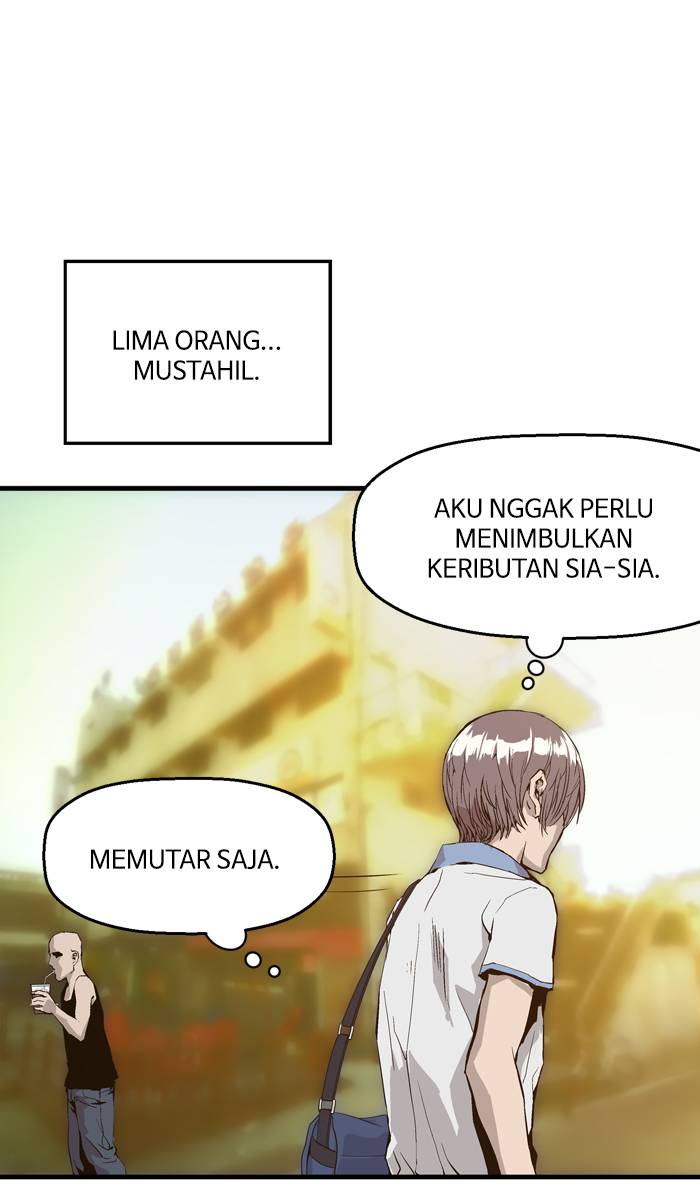 LIMA ORANG...
MUSTAHIL.
AKU NGGAK PERLU
MENIMBULKAN
KERIBUTAN SIA-SIA.
MEMUTAR SAJA.